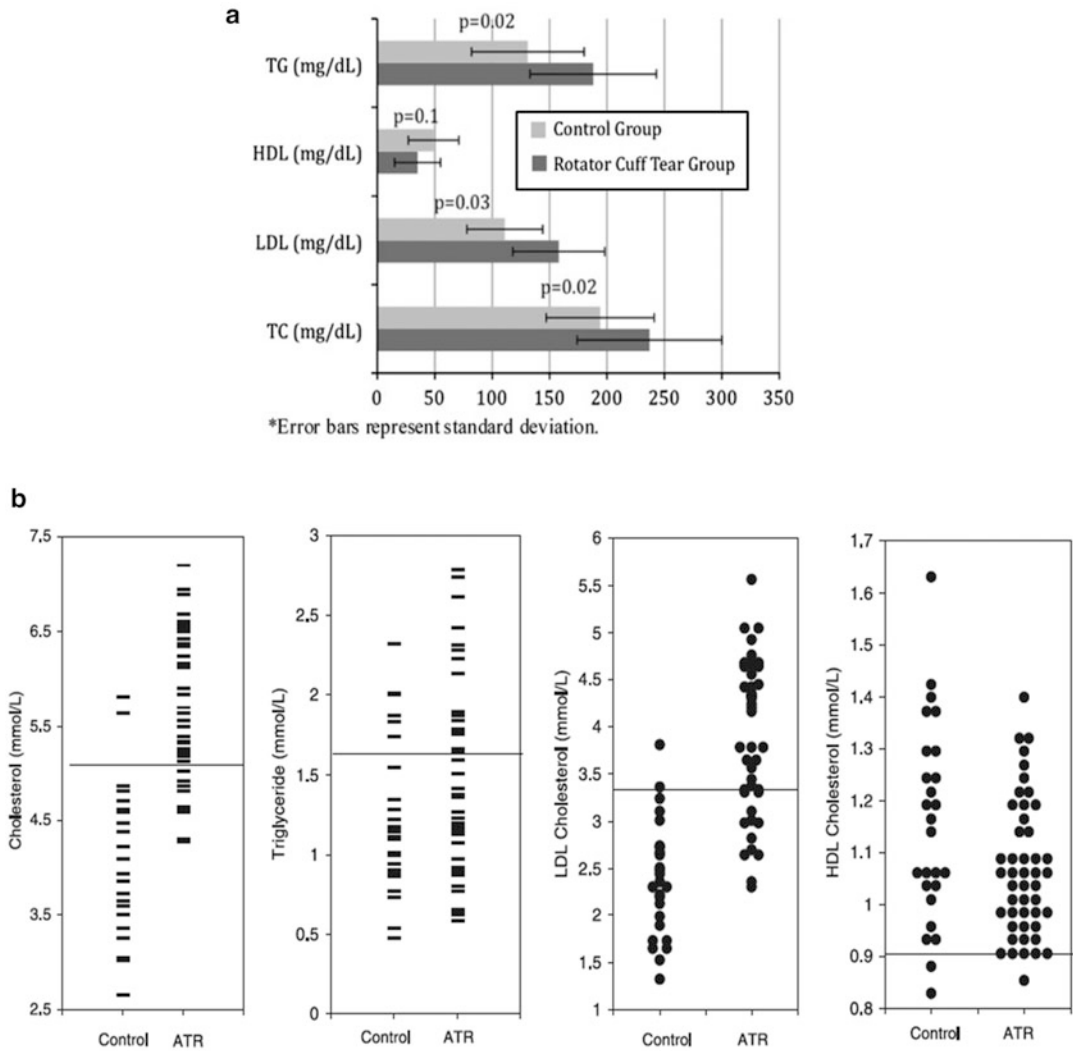 a
p=0.02
TG (mg/dL)
p=0.1
HDL (mg/dL)
Control Group
Rotator Cuff Tear Group
p=0.03
LDL (mg/dL)
p=0.02
TC (mg/dL)
0 50 100 150 200 250 300 350
*Error bars represent standard deviation.
b
Cholesterol (mmol/L)
7.5
6.5
5.5
4.5
3.5
2.5
Control ATR
Triglyceride (mmol/L)
3
2.5
2
1.5
1
0.5
0
Control ATR
LDL Cholesterol (mmol/L)
6
5.5
5
4.5
4
3.5
3
2.5
2
1.5
1
Control ATR
HDL Cholesterol (mmol/L)
1.7
1.6
1.5
1.4
1.3
1.2
1.1
1
0.9
0.8
Control ATR